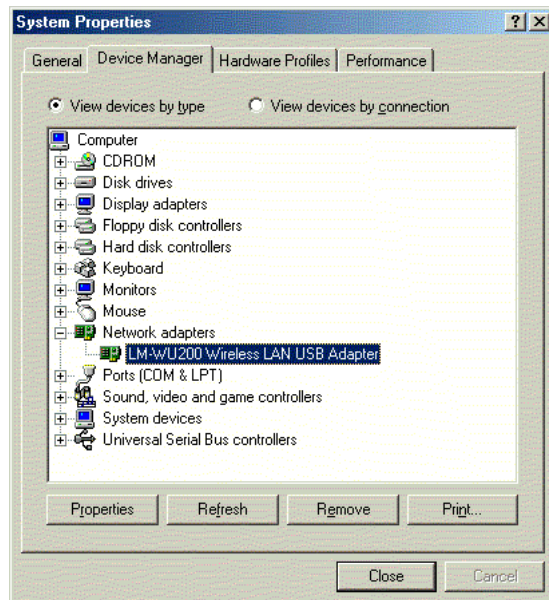 System Properties
General Device Manager Hardware Profiles Performance
View devices by type View devices by connection
Computer
CDROM
Disk drives
Display adapters
Floppy disk controllers
Hard disk controllers
Keyboard
Monitors
Mouse
Network adapters
LM-WU200 Wireless LAN USB Adapter
Ports (COM & LPT)
Sound, video and game controllers
System devices
Universal Serial Bus controllers
Properties Refresh Remove Print...
Close Cancel